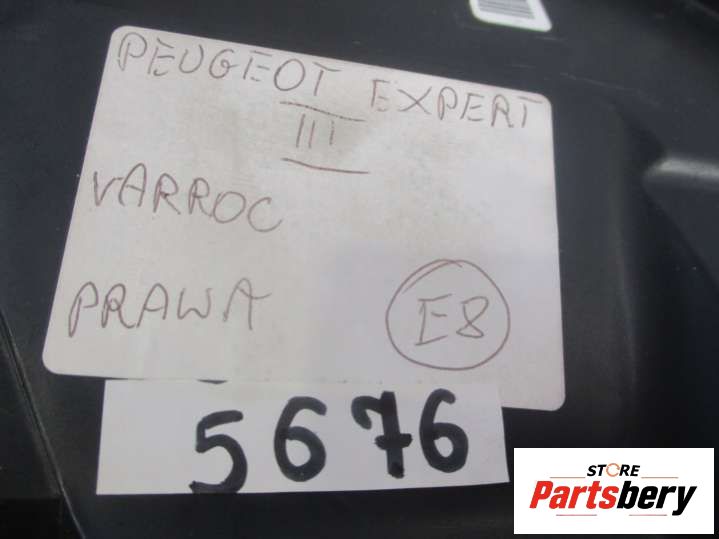 PEUGEOT EXPERT
III
VARROC
PRAWA
E8
5676
STORE
Partsbery